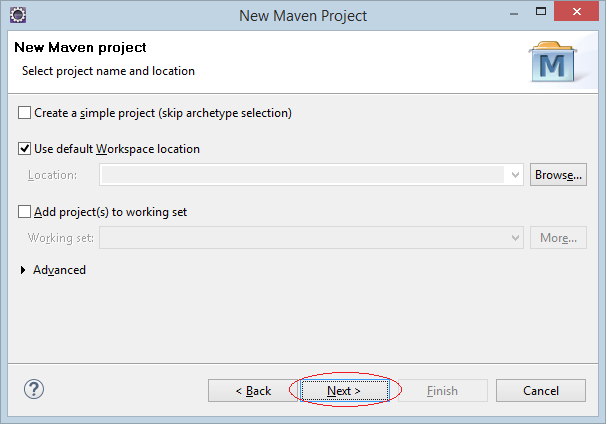 New Maven Project
New Maven project
Select project name and location
M
Create a simple project (skip archetype selection)
Use default Workspace location
Location:
Browse...
Add project(s) to working set
Working set:
More...
Advanced
?
< Back
Next >
Finish
Cancel